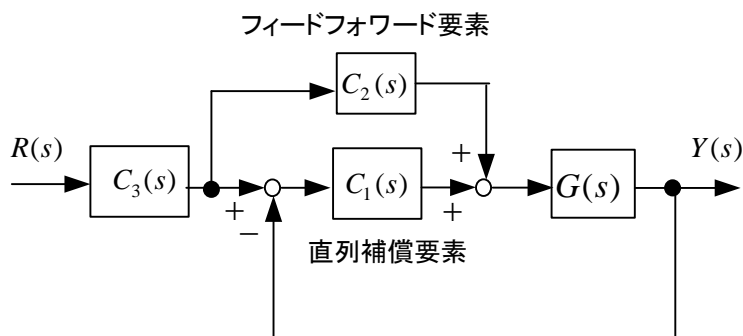 フィードフォワード要素
C₂(s)
R(s)
C₃(s)
+
−
C₁(s)
+
+
G(s)
Y(s)
直列補償要素